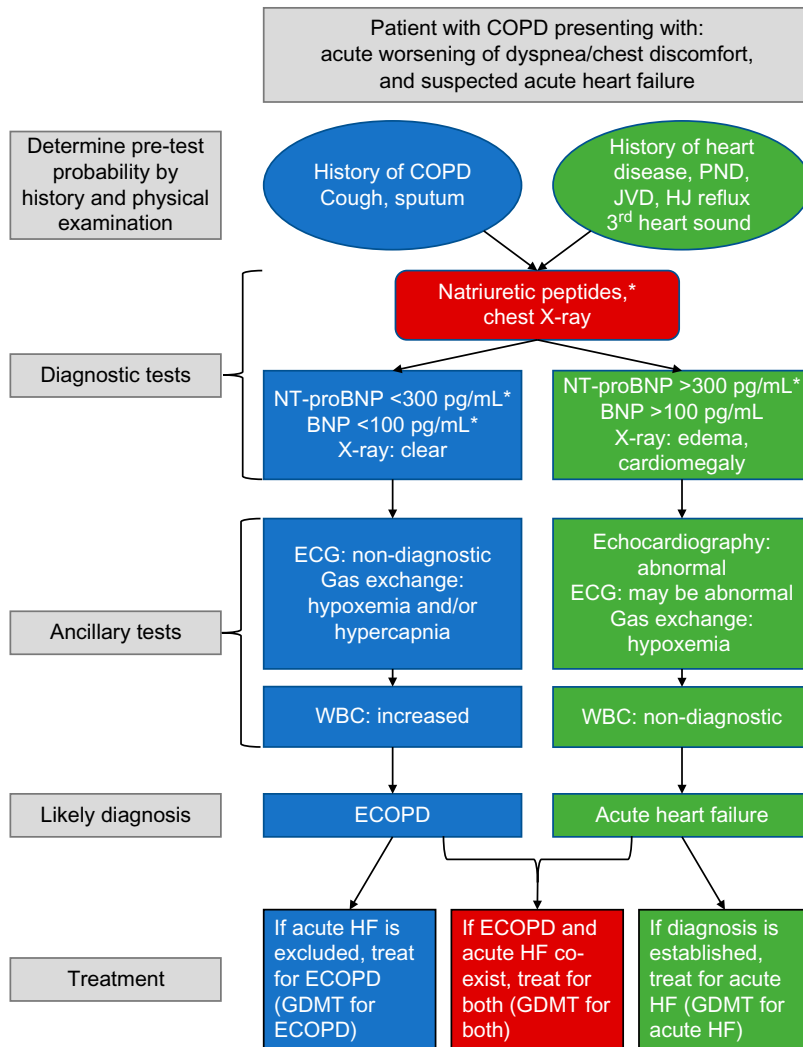 Patient with COPD presenting with:
acute worsening of dyspnea/chest discomfort,
and suspected acute heart failure
Determine pre-test
probability by
history and physical
examination
History of COPD
Cough, sputum
History of heart
disease, PND,
JVD, HJ reflux
3rd heart sound
Natriuretic peptides,*
chest X-ray
Diagnostic tests
NT-proBNP <300 pg/mL*
BNP <100 pg/mL*
X-ray: clear
NT-proBNP >300 pg/mL*
BNP >100 pg/mL
X-ray: edema,
cardiomegaly
Ancillary tests
ECG: non-diagnostic
Gas exchange:
hypoxemia and/or
hypercapnia
Echocardiography:
abnormal
ECG: may be abnormal
Gas exchange:
hypoxemia
WBC: increased
WBC: non-diagnostic
Likely diagnosis
ECOPD
Acute heart failure
Treatment
If acute HF is
excluded, treat
for ECOPD
(GDMT for
ECOPD)
If ECOPD and
acute HF co-
exist, treat for
both (GDMT for
both)
If diagnosis is
established,
treat for acute
HF (GDMT for
acute HF)